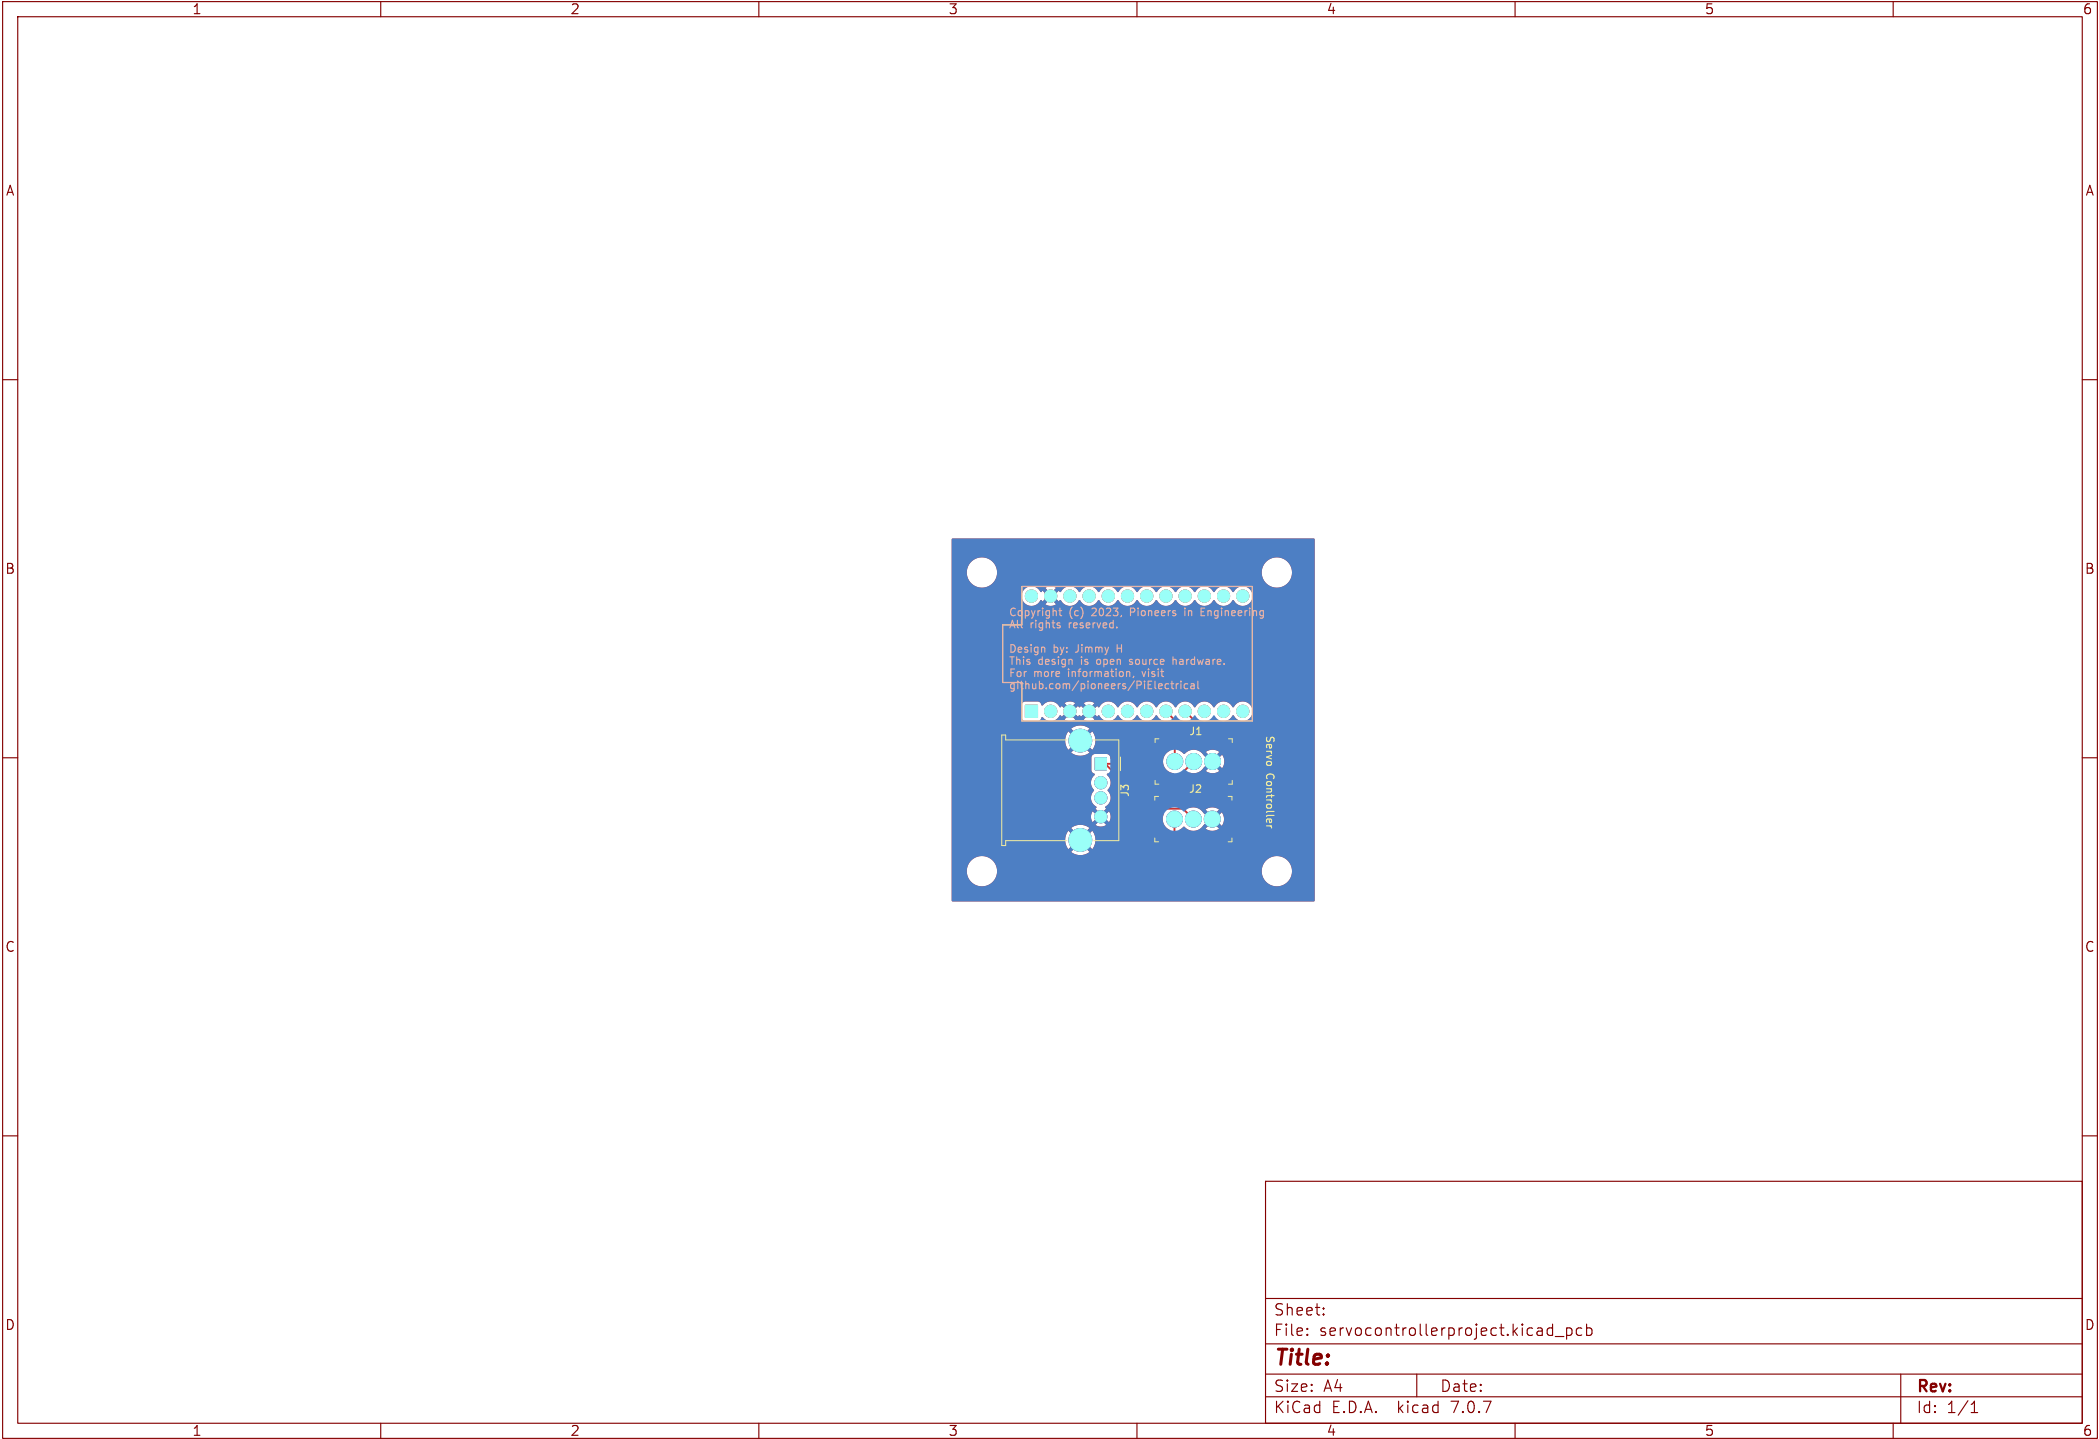 1 2 3 4 5 6
A A
B B
Copyright (c) 2023, Pioneers in Engineering
All rights reserved.
Design by: Jimmy H
This design is open source hardware.
For more information, visit
github.com/pioneers/PiElectrical
J1
Servo Controller
J2
J3
C C
D D
Sheet:
File: servocontrollerproject.kicad_pcb
Title:
Size: A4 Date: Rev:
KiCad E.D.A. kicad 7.0.7 Id: 1/1
1 2 3 4 5 6